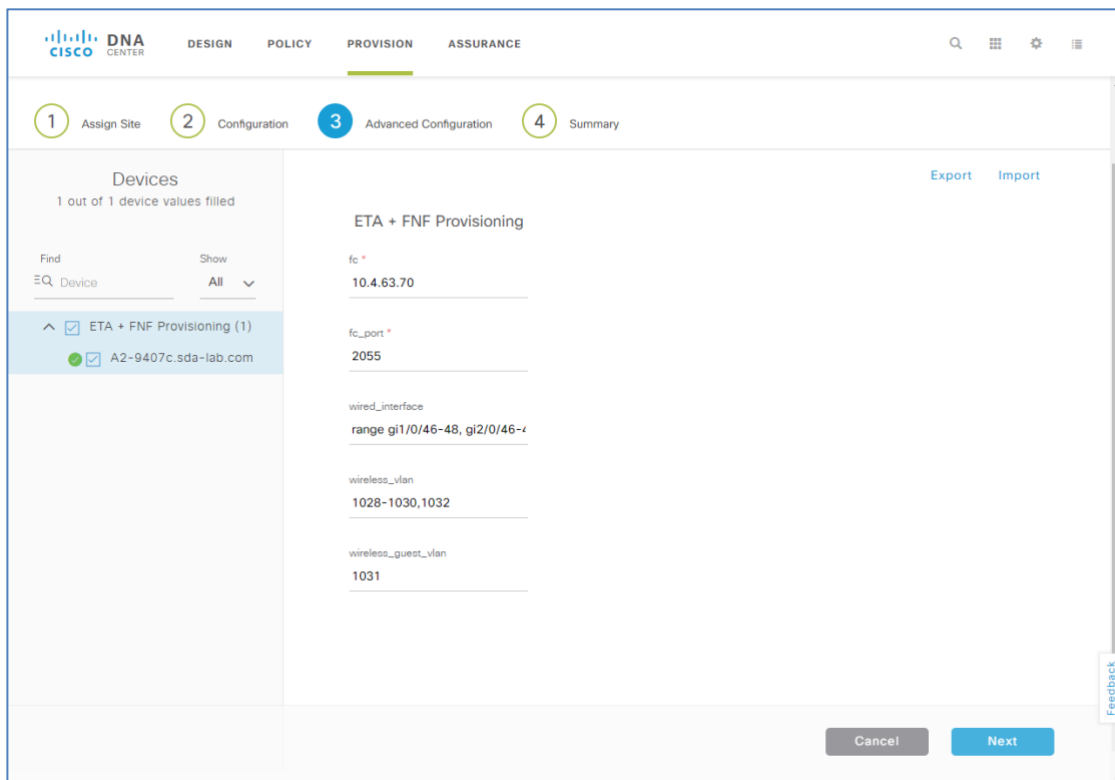 CISCO DNA CENTER
DESIGN POLICY PROVISION ASSURANCE
1 Assign Site 2 Configuration 3 Advanced Configuration 4 Summary
Devices
1 out of 1 device values filled
Find Show
Device All
ETA + FNF Provisioning (1)
A2-9407c.sda-lab.com
Export Import
ETA + FNF Provisioning
fc *
10.4.63.70
fc_port *
2055
wired_interface
range gi1/0/46-48, gi2/0/46-4
wireless_vlan
1028-1030,1032
wireless_guest_vlan
1031
Feedback
Cancel Next